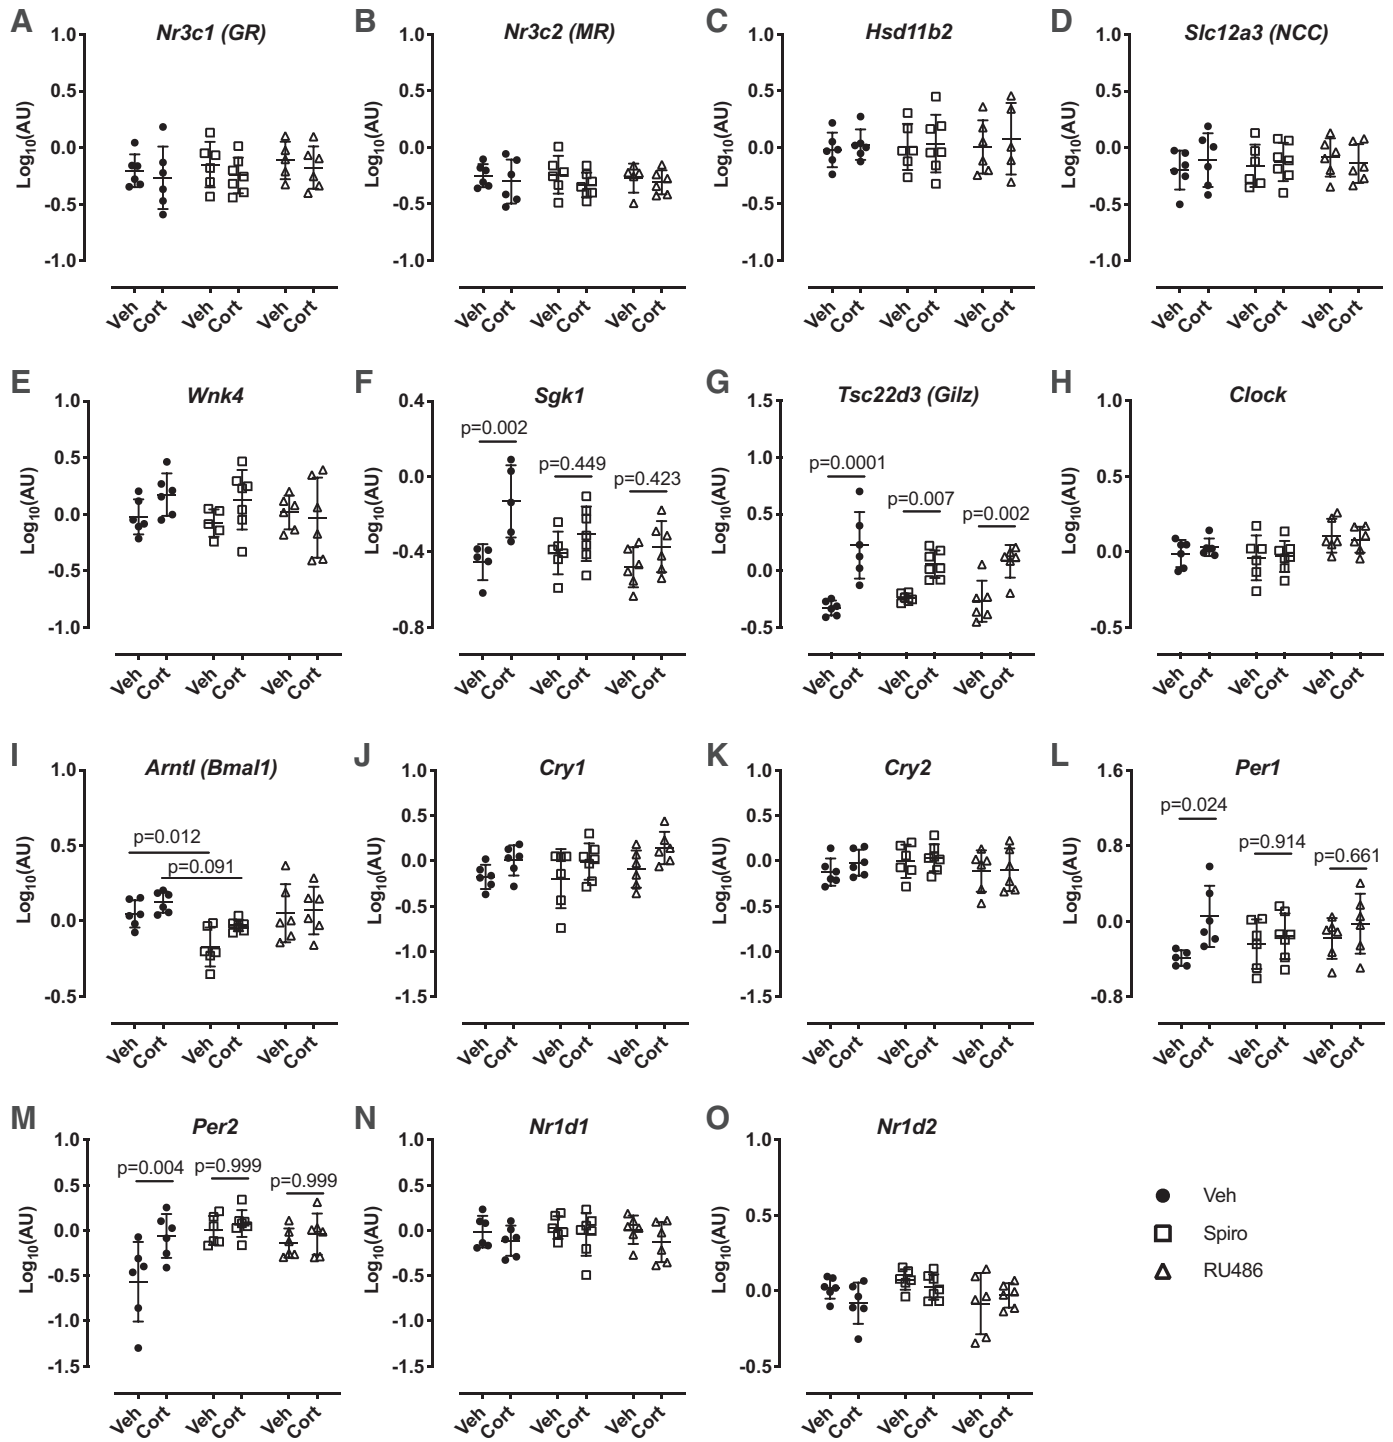 A
Nr3c1 (GR)
Log10(AU)
1.0
0.5
0.0
-0.5
-1.0
Veh Cort Veh Cort Veh Cort
B
Nr3c2 (MR)
Log10(AU)
1.0
0.5
0.0
-0.5
-1.0
Veh Cort Veh Cort Veh Cort
C
Hsd11b2
Log10(AU)
1.0
0.5
0.0
-0.5
-1.0
Veh Cort Veh Cort Veh Cort
D
Slc12a3 (NCC)
Log10(AU)
1.0
0.5
0.0
-0.5
-1.0
Veh Cort Veh Cort Veh Cort
E
Wnk4
Log10(AU)
1.0
0.5
0.0
-0.5
-1.0
Veh Cort Veh Cort Veh Cort
F
Sgk1
Log10(AU)
0.4
0.0
-0.4
-0.8
p=0.002
p=0.449
p=0.423
Veh Cort Veh Cort Veh Cort
G
Tsc22d3 (Gilz)
Log10(AU)
1.5
1.0
0.5
0.0
-0.5
p=0.0001
p=0.007
p=0.002
Veh Cort Veh Cort Veh Cort
H
Clock
Log10(AU)
1.0
0.5
0.0
-0.5
Veh Cort Veh Cort Veh Cort
I
Arntl (Bmal1)
Log10(AU)
1.0
0.5
0.0
-0.5
p=0.012
p=0.091
Veh Cort Veh Cort Veh Cort
J
Cry1
Log10(AU)
1.0
0.5
0.0
-0.5
-1.0
-1.5
Veh Cort Veh Cort Veh Cort
K
Cry2
Log10(AU)
1.0
0.5
0.0
-0.5
-1.0
-1.5
Veh Cort Veh Cort Veh Cort
L
Per1
Log10(AU)
1.6
0.8
0.0
-0.8
p=0.024
p=0.914
p=0.661
Veh Cort Veh Cort Veh Cort
M
Per2
Log10(AU)
1.0
0.5
0.0
-0.5
-1.0
-1.5
p=0.004
p=0.999
p=0.999
Veh Cort Veh Cort Veh Cort
N
Nr1d1
Log10(AU)
1.0
0.5
0.0
-0.5
-1.0
-1.5
Veh Cort Veh Cort Veh Cort
O
Nr1d2
Log10(AU)
1.0
0.5
0.0
-0.5
Veh Cort Veh Cort Veh Cort
Veh
Spiro
RU486